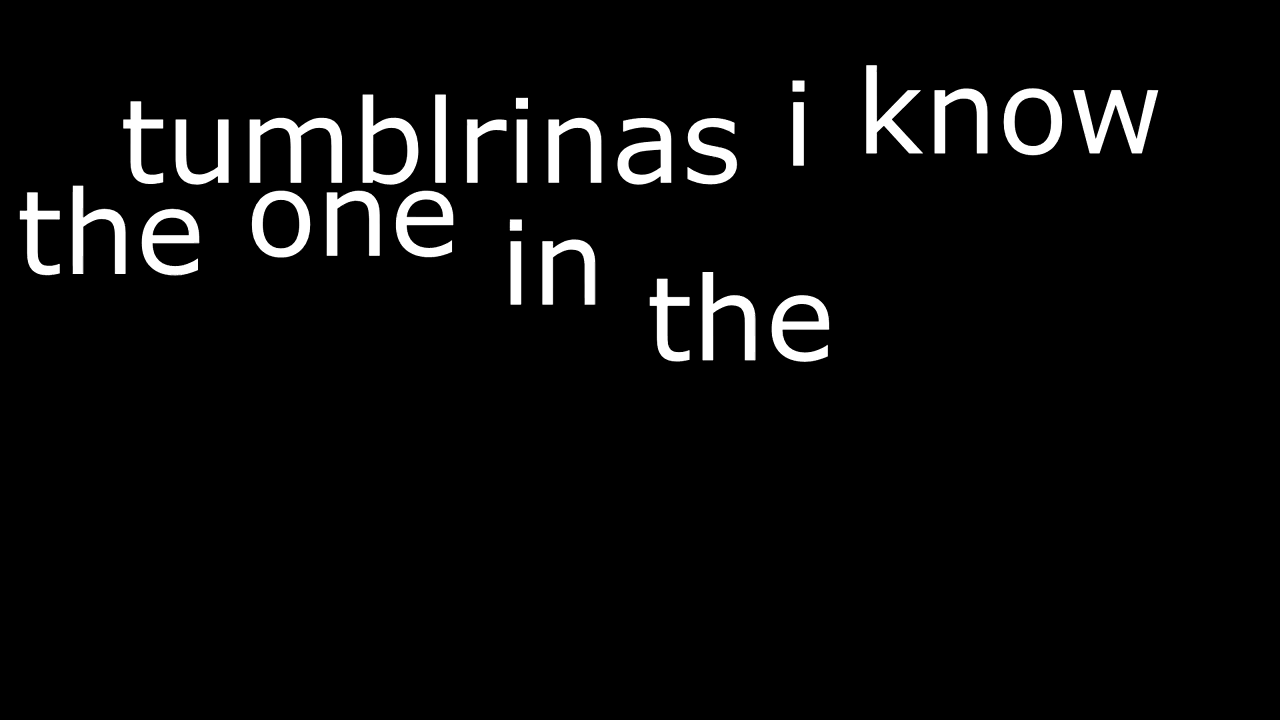 tumblrinas i know
the one in the